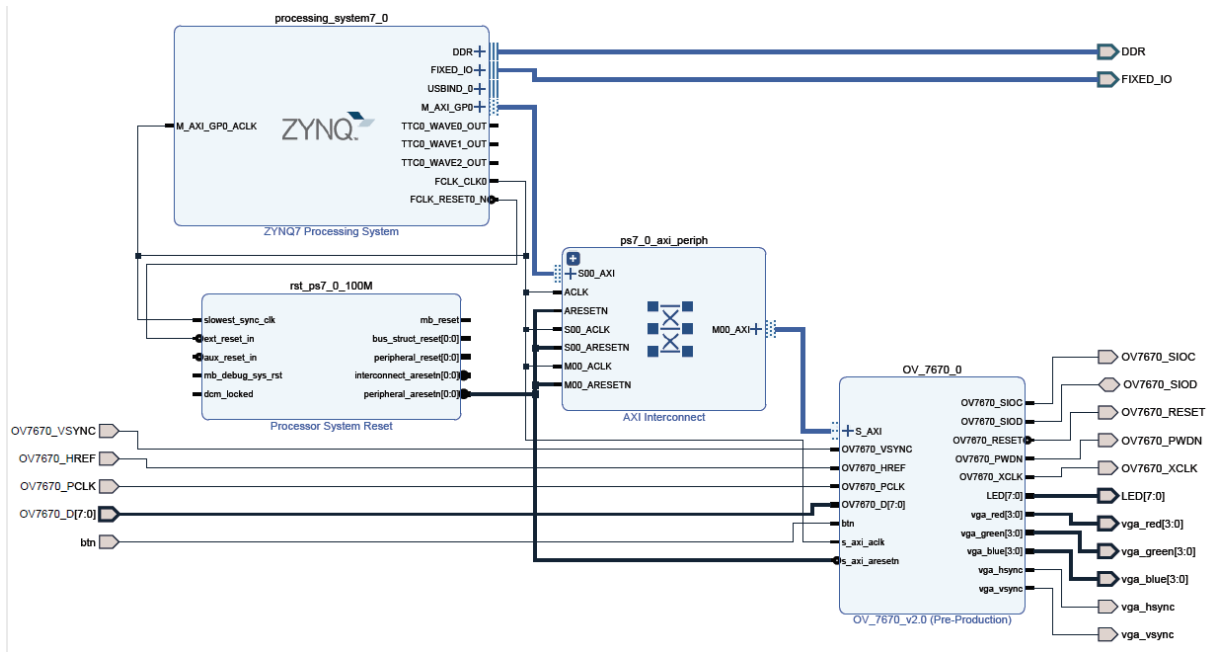 processing_system7_0
DDR
FIXED_IO
USBIND_0
M_AXI_GP0
M_AXI_GP0_ACLK
ZYNQ
TTC0_WAVE0_OUT
TTC0_WAVE1_OUT
TTC0_WAVE2_OUT
FCLK_CLK0
FCLK_RESET0_N
ZYNQ7 Processing System
DDR
FIXED_IO
rst_ps7_0_100M
slowest_sync_clk
ext_reset_in
aux_reset_in
mb_debug_sys_rst
dcm_locked
mb_reset
bus_struct_reset[0:0]
peripheral_reset[0:0]
interconnect_aresetn[0:0]
peripheral_aresetn[0:0]
Processor System Reset
ps7_0_axi_periph
S00_AXI
ACLK
ARESETN
S00_ACLK
S00_ARESETN
M00_ACLK
M00_ARESETN
M00_AXI
AXI Interconnect
OV7670_VSYNC
OV7670_HREF
OV7670_PCLK
OV7670_D[7:0]
btn
OV_7670_0
S_AXI
OV7670_VSYNC
OV7670_HREF
OV7670_PCLK
OV7670_D[7:0]
btn
s_axi_aclk
s_axi_aresetn
OV7670_SIOC
OV7670_SIOD
OV7670_RESET
OV7670_PWDN
OV7670_XCLK
LED[7:0]
vga_red[3:0]
vga_green[3:0]
vga_blue[3:0]
vga_hsync
vga_vsync
OV_7670_v2.0 (Pre-Production)
OV7670_SIOC
OV7670_SIOD
OV7670_RESET
OV7670_PWDN
OV7670_XCLK
LED[7:0]
vga_red[3:0]
vga_green[3:0]
vga_blue[3:0]
vga_hsync
vga_vsync